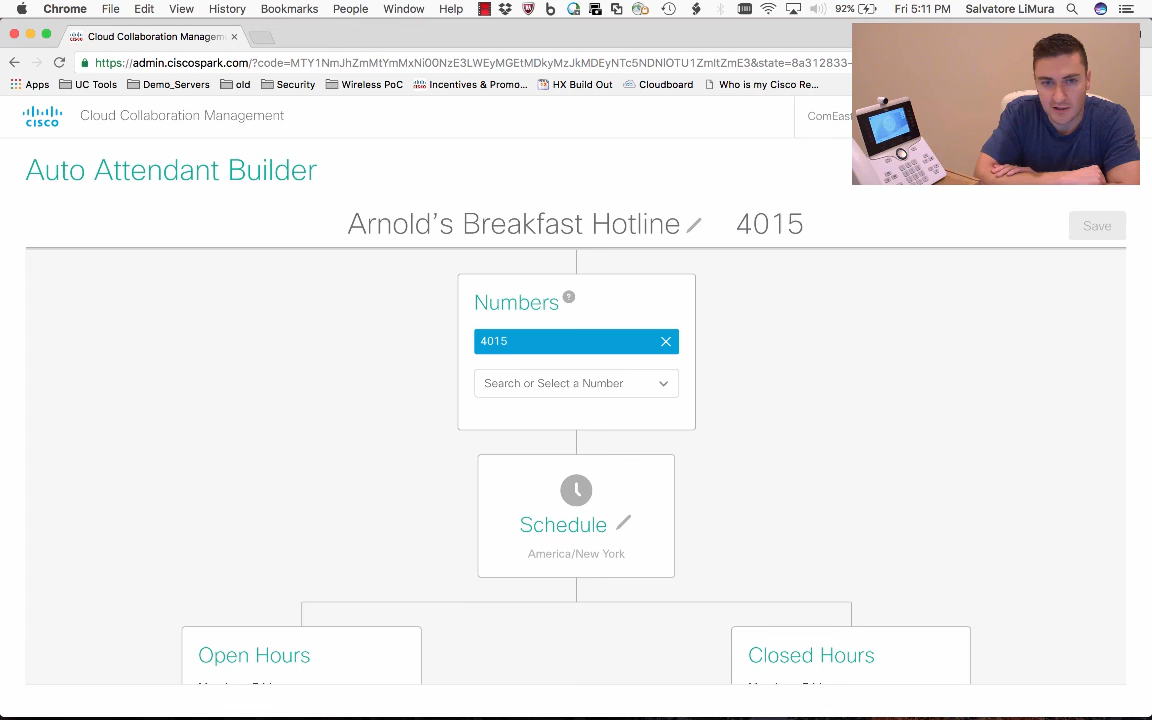 Chrome File Edit View History Bookmarks People Window Help 92% Fri 5:11 PM Salvatore LiMura
Cloud Collaboration Managem
https://admin.ciscospark.com/?code=
Apps UC Tools Demo_Servers old Security Wireless PoC Incentives & Promo... HX Build Out Cloudboard Who is my Cisco Re...
CISCO Cloud Collaboration Management ComEast
Auto Attendant Builder
Arnold's Breakfast Hotline 4015 Save
Numbers ?
4015
Search or Select a Number
Schedule
America/New York
Open Hours Closed Hours